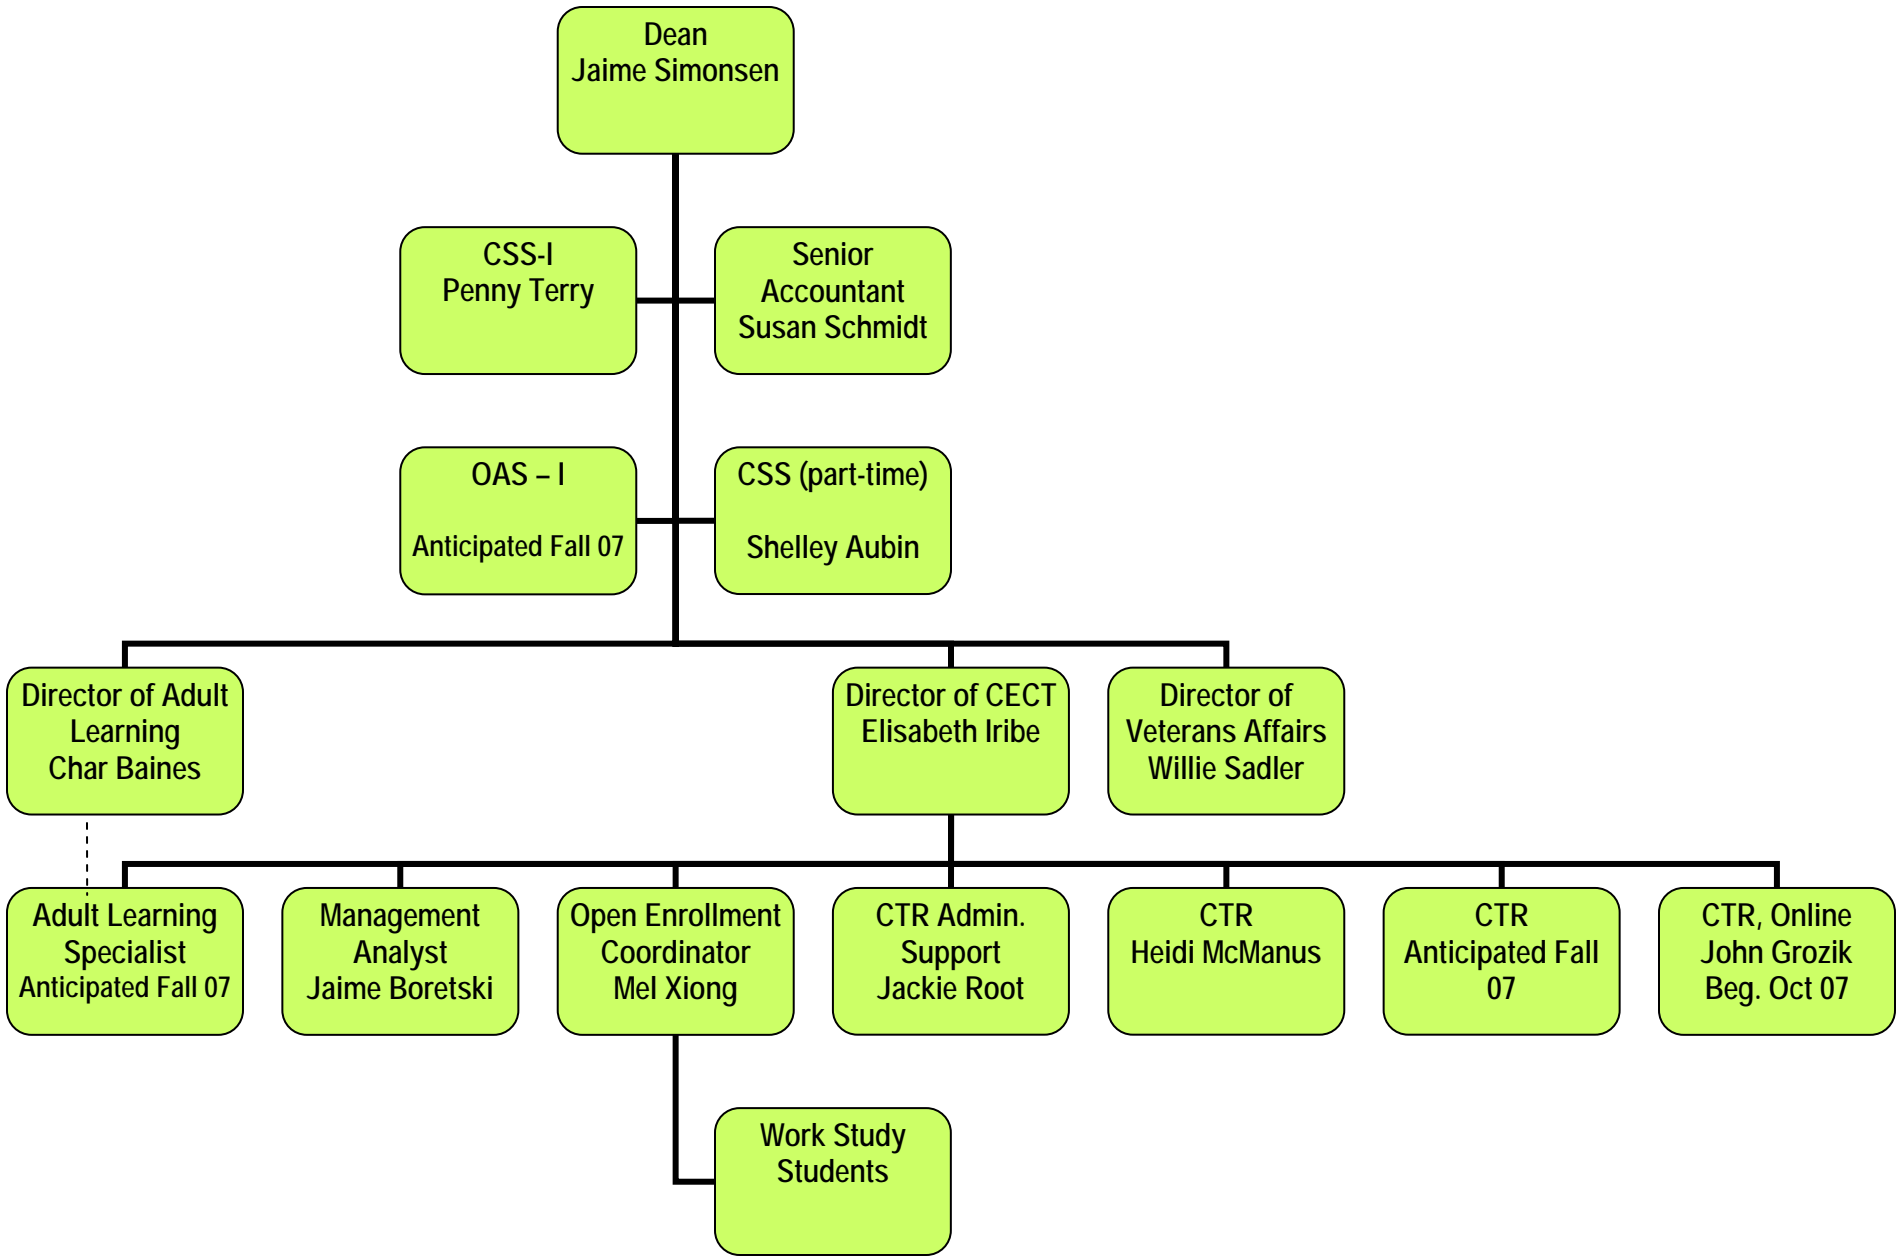 Dean
Jaime Simonsen
CSS-I
Penny Terry
Senior
Accountant
Susan Schmidt
OAS – I
Anticipated Fall 07
CSS (part-time)
Shelley Aubin
Director of Adult
Learning
Char Baines
Director of CECT
Elisabeth Iribe
Director of
Veterans Affairs
Willie Sadler
Adult Learning
Specialist
Anticipated Fall 07
Management
Analyst
Jaime Boretski
Open Enrollment
Coordinator
Mel Xiong
CTR Admin.
Support
Jackie Root
CTR
Heidi McManus
CTR
Anticipated Fall
07
CTR, Online
John Grozik
Beg. Oct 07
Work Study
Students